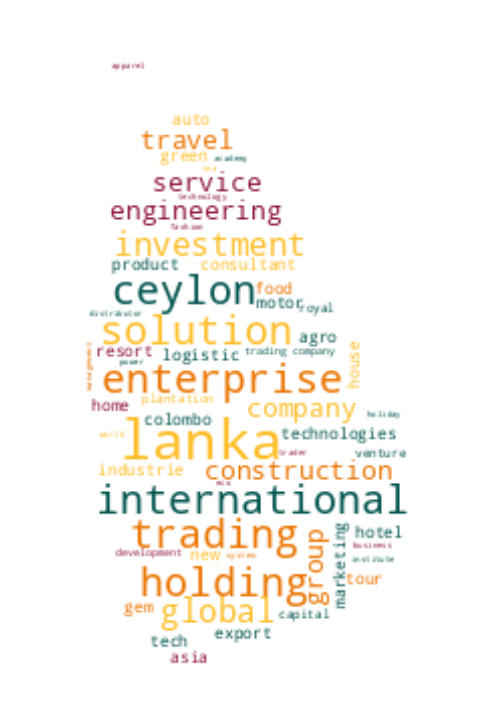 apparel
auto
travel
green academy
tea
service
technology
engineering
fashion
investment
product consultant
ceylon food
motor royal
distributor
solution agro
resort logistic trading company house
power
management
enterprise
plantation
home company
colombo holiday
lanka technologies
world
trader venture
industrie construction
eco
international
trading group marketing hotel
development new system business
institute
holding tour
gem global capital
tech export
asia